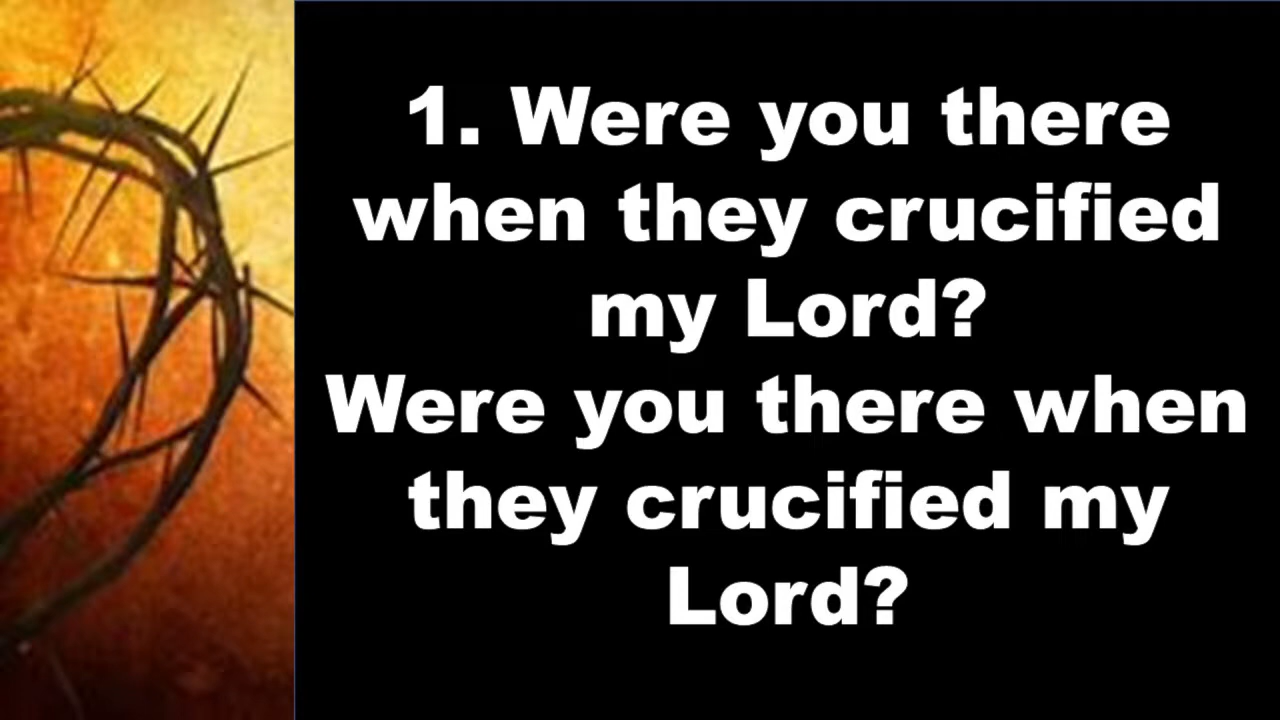 1. Were you there
when they crucified
my Lord?
Were you there when
they crucified my
Lord?